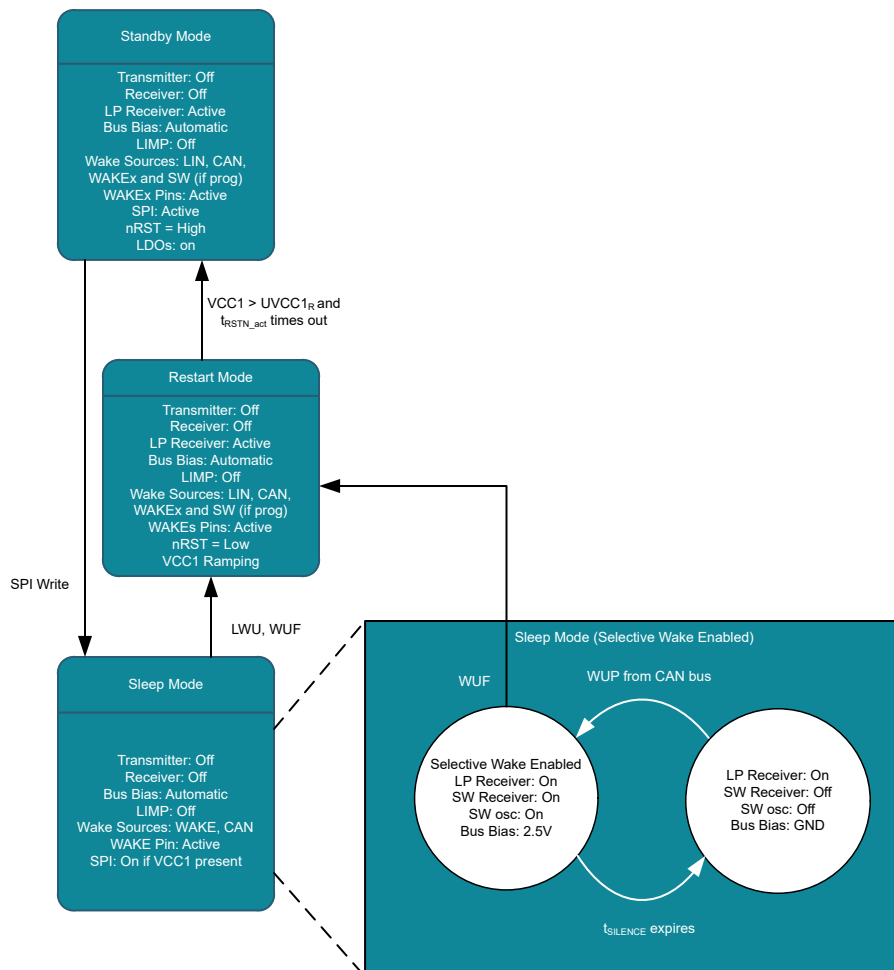 Standby Mode
Transmitter: Off
Receiver: Off
LP Receiver: Active
Bus Bias: Automatic
LIMP: Off
Wake Sources: LIN, CAN,
WAKEx and SW (if prog)
WAKEx Pins: Active
SPI: Active
nRST = High
LDOs: on
VCC1 > UVCC1R and
tRSTN_act times out
Restart Mode
Transmitter: Off
Receiver: Off
LP Receiver: Active
Bus Bias: Automatic
LIMP: Off
Wake Sources: LIN, CAN,
WAKEx and SW (if prog)
WAKEs Pins: Active
nRST = Low
VCC1 Ramping
SPI Write
LWU, WUF
Sleep Mode
Transmitter: Off
Receiver: Off
Bus Bias: Automatic
LIMP: Off
Wake Sources: WAKE, CAN
WAKE Pin: Active
SPI: On if VCC1 present
Sleep Mode (Selective Wake Enabled)
WUF
WUP from CAN bus
Selective Wake Enabled
LP Receiver: On
SW Receiver: On
SW osc: On
Bus Bias: 2.5V
LP Receiver: On
SW Receiver: Off
SW osc: Off
Bus Bias: GND
tSILENCE expires